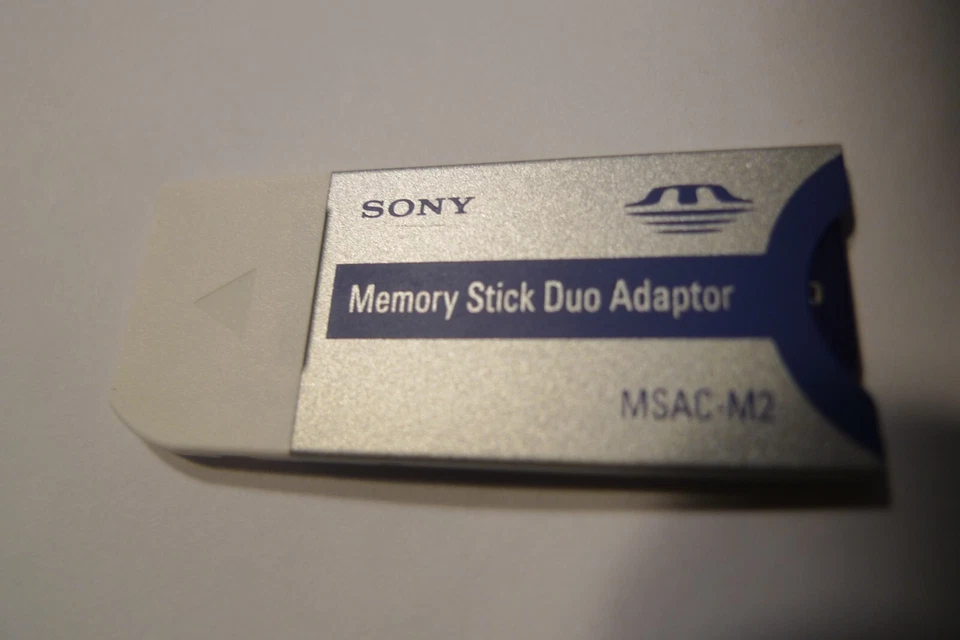 SONY
Memory Stick Duo Adaptor
MSAC-M2